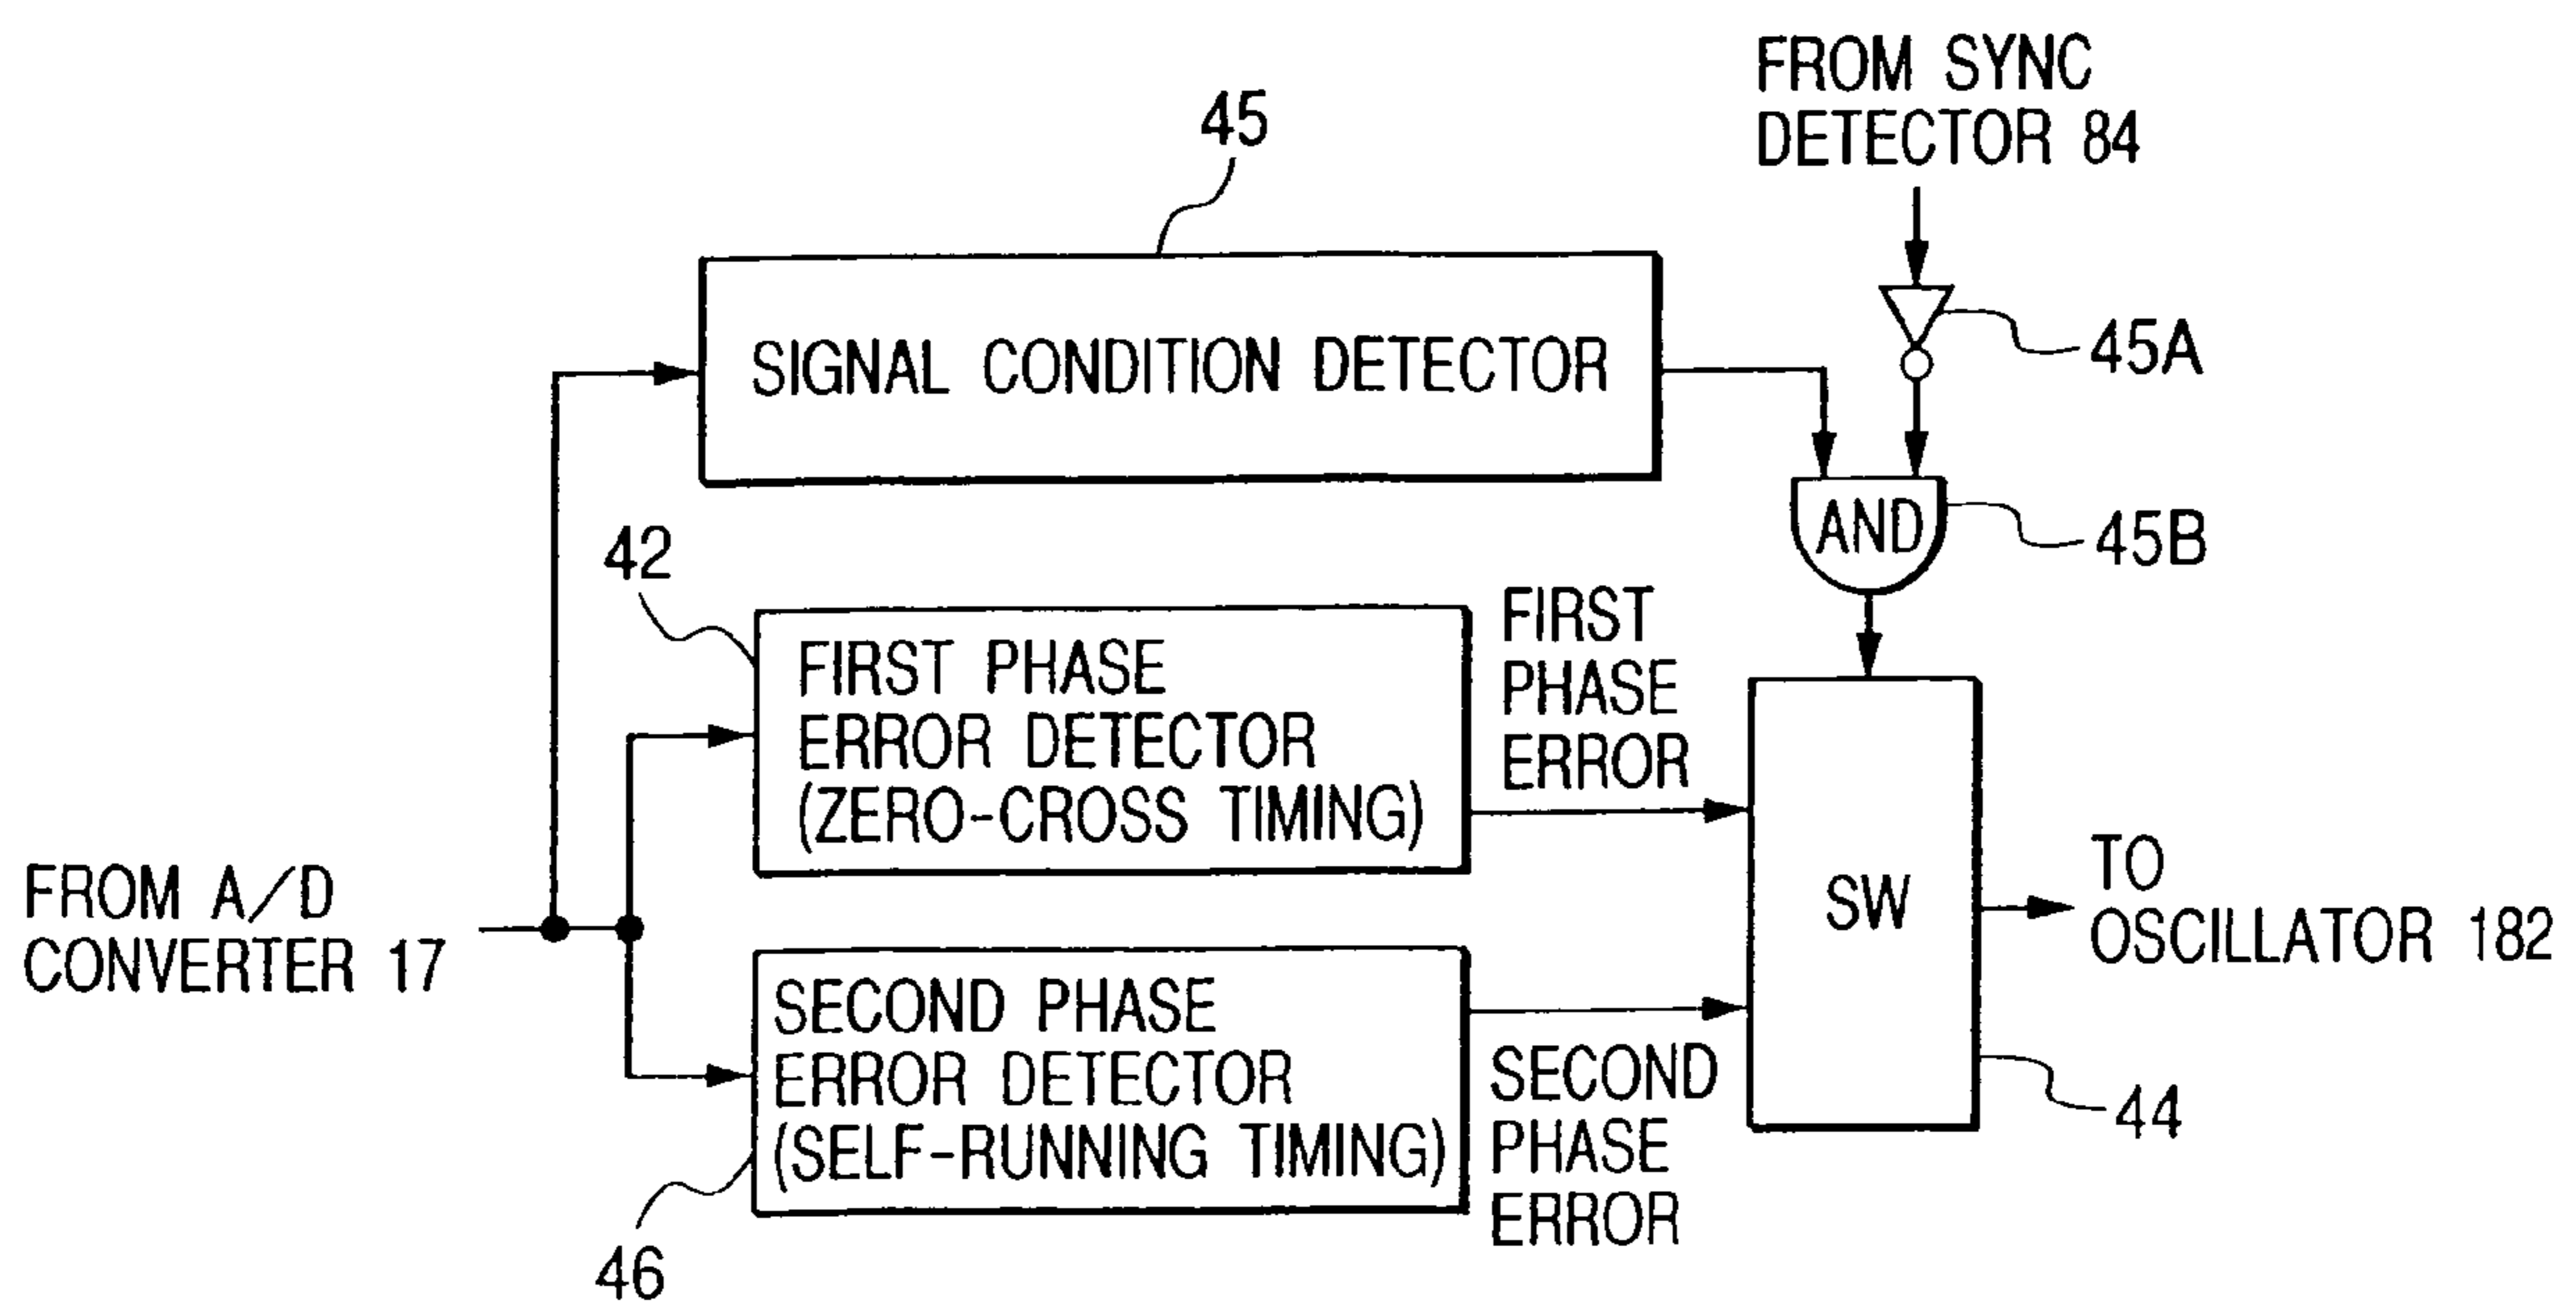 FROM SYNC
DETECTOR 84
45
SIGNAL CONDITION DETECTOR
45A
AND
45B
42
FIRST PHASE
ERROR DETECTOR
(ZERO-CROSS TIMING)
FIRST
PHASE
ERROR
FROM A/D
CONVERTER 17
SW
TO
OSCILLATOR 182
SECOND PHASE
ERROR DETECTOR
(SELF-RUNNING TIMING)
SECOND
PHASE
ERROR
44
46